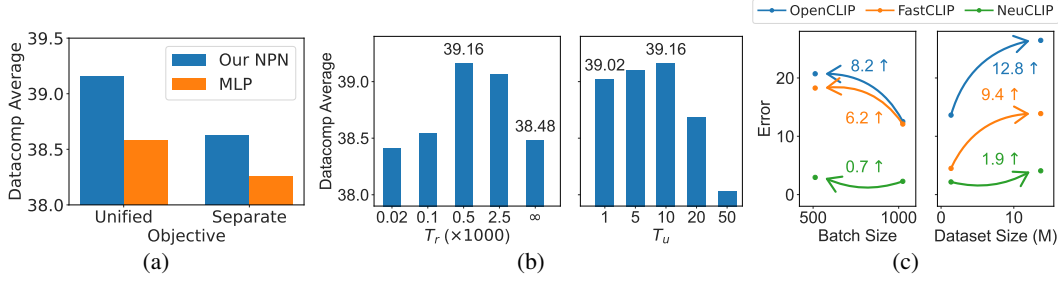 OpenCLIP FastCLIP NeuCLIP
39.5
39.0
38.5
38.0
Datacomp Average
Our NPN
MLP
Unified Separate
Objective
(a)
39.0
38.5
38.0
Datacomp Average
39.16
38.48
0.02 0.1 0.5 2.5 ∞
T_r (×1000)
39.02
39.16
1 5 10 20 50
T_u
(b)
20
10
0
Error
8.2 ↑
6.2 ↑
0.7 ↑
500 1000
Batch Size
12.8 ↑
9.4 ↑
1.9 ↑
0 10
Dataset Size (M)
(c)